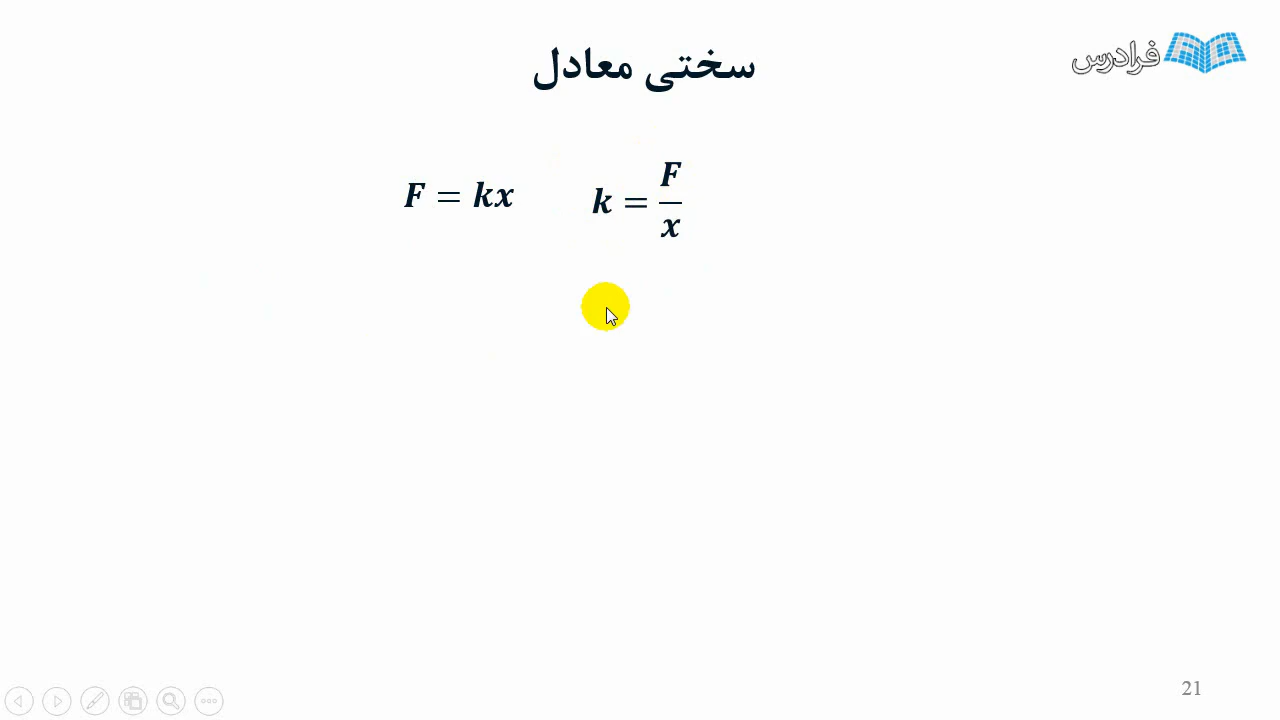 سختی معادل
فرادرس
F = kx
k = F/x
21